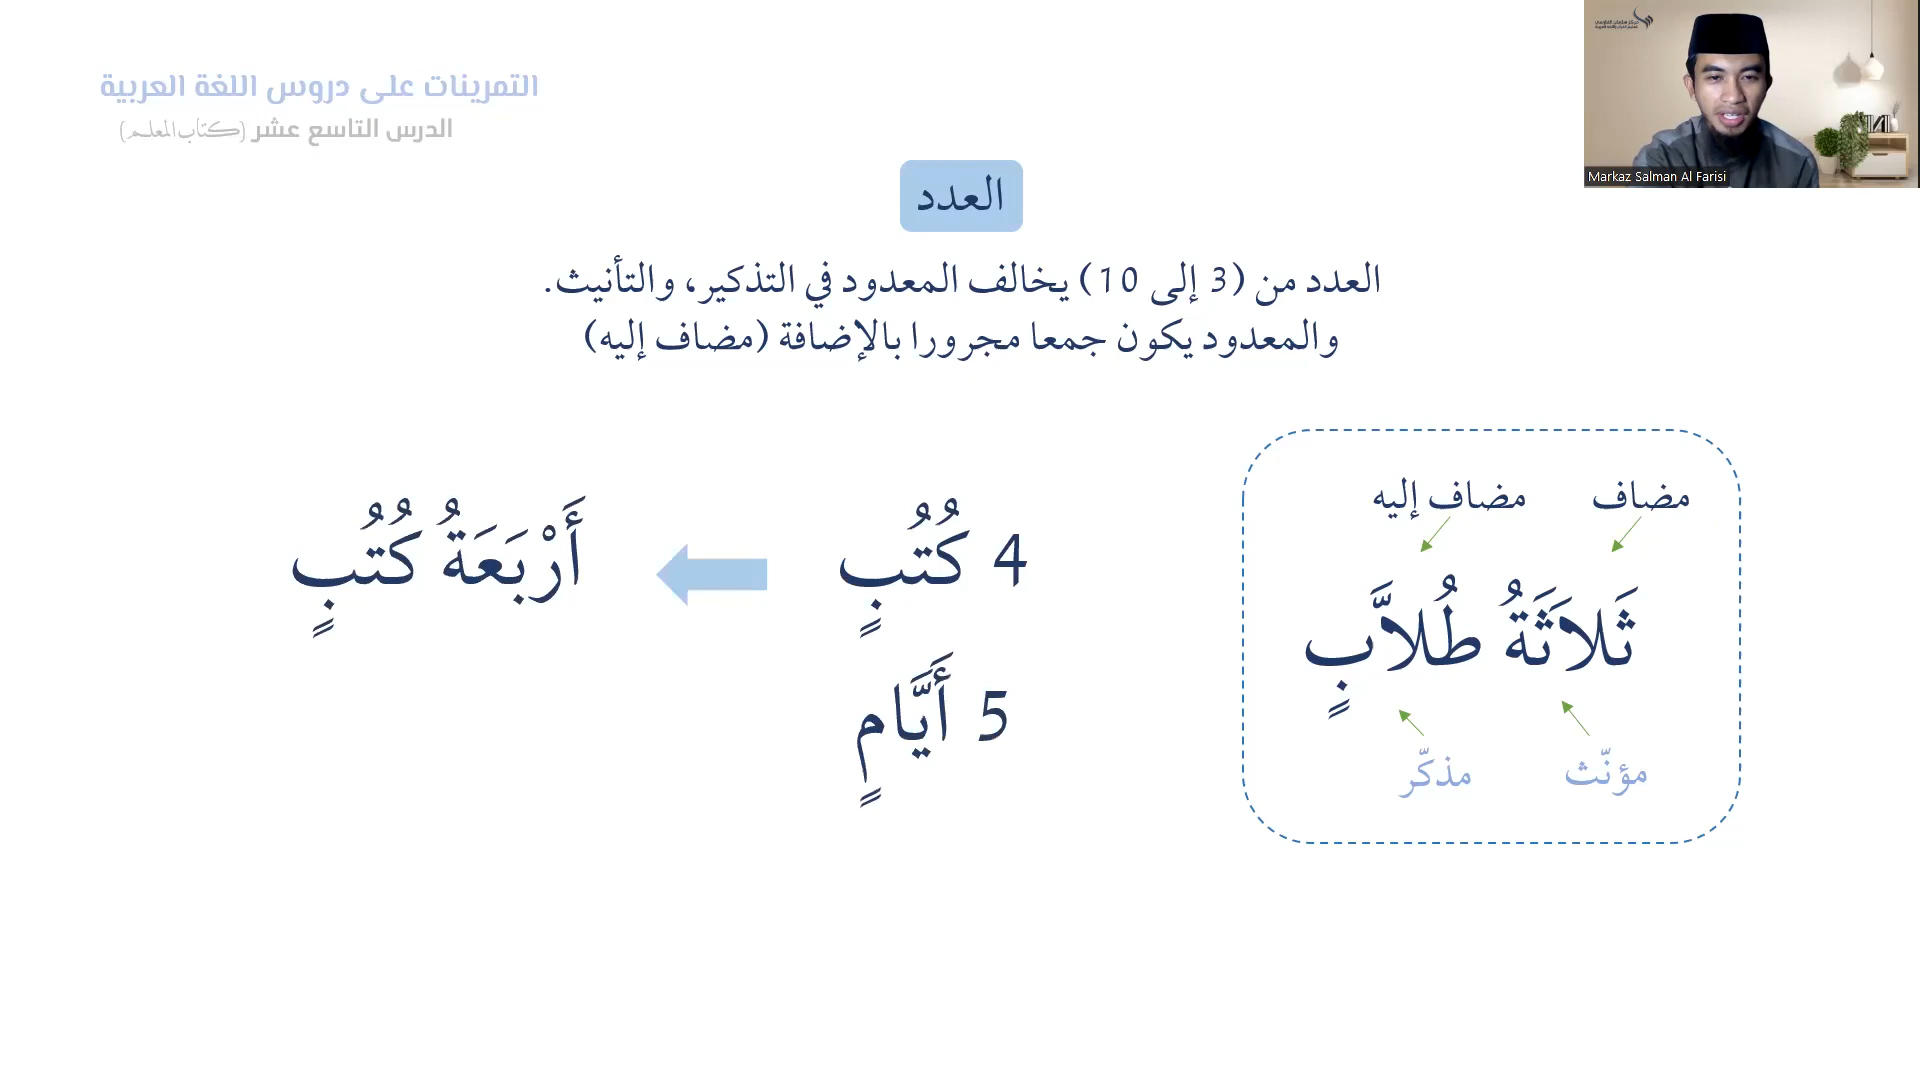 التمرينات على دروس اللغة العربية
الدرس التاسع عشر (كتاب المعلم)
Markaz Salman Al Farisi
العدد
العدد من (3 إلى 10) يخالف المعدود في التذكير، والتأنيث.
والمعدود يكون جمعا مجرورا بالإضافة (مضاف إليه)
مضاف مضاف إليه
ثَلاَثَةُ طُلاَّبٍ
مؤنّث مذكّر
4 كُتُبٍ أَرْبَعَةُ كُتُبٍ
5 أَيَّامٍ